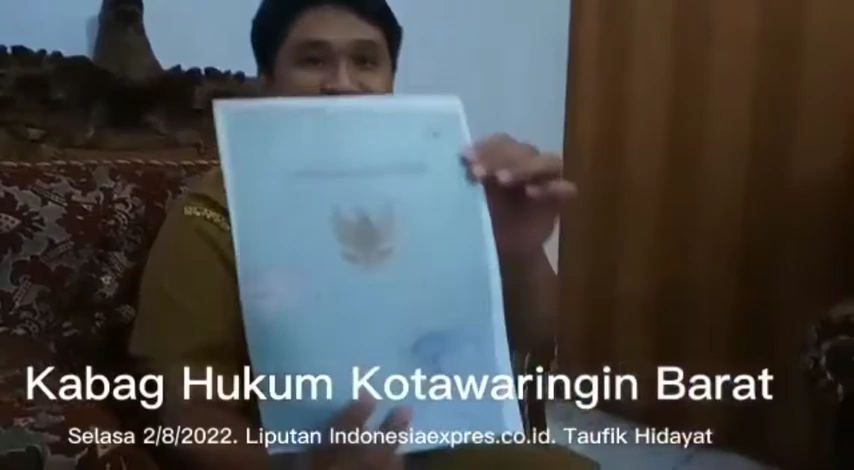 Kabag Hukum Kotawaringin Barat
Selasa 2/8/2022. Liputan Indonesiaexpres.co.id. Taufik Hidayat